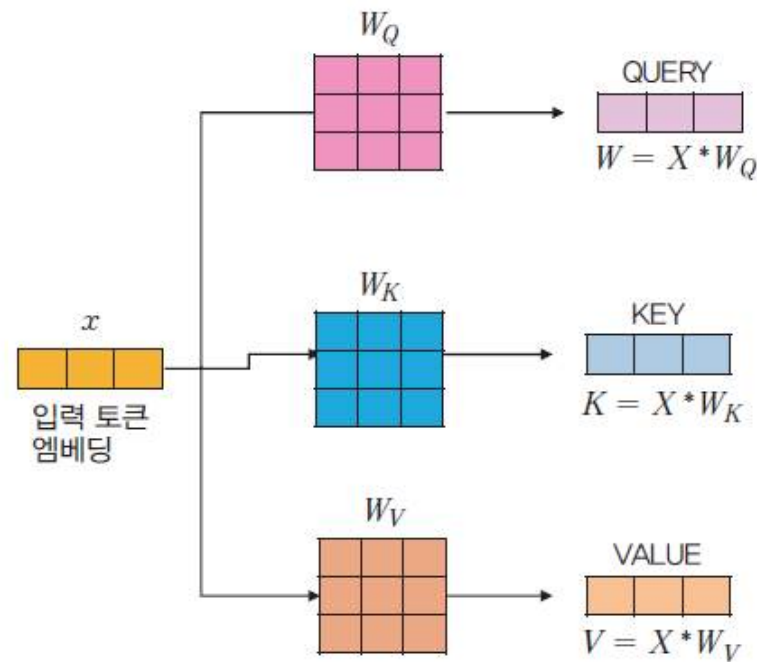 W_Q
QUERY
W = X * W_Q
x
입력 토큰
엠베딩
W_K
KEY
K = X * W_K
W_V
VALUE
V = X * W_V